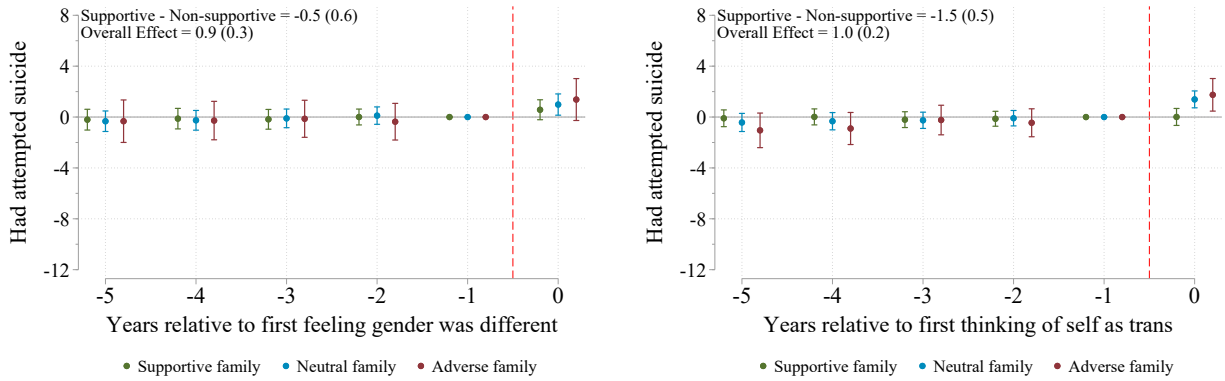 Supportive - Non-supportive = -0.5 (0.6)
Overall Effect = 0.9 (0.3)
Had attempted suicide
8
4
0
-4
-8
-12
-5
-4
-3
-2
-1
0
Years relative to first feeling gender was different
Supportive family
Neutral family
Adverse family
Supportive - Non-supportive = -1.5 (0.5)
Overall Effect = 1.0 (0.2)
Had attempted suicide
8
4
0
-4
-8
-12
-5
-4
-3
-2
-1
0
Years relative to first thinking of self as trans
Supportive family
Neutral family
Adverse family